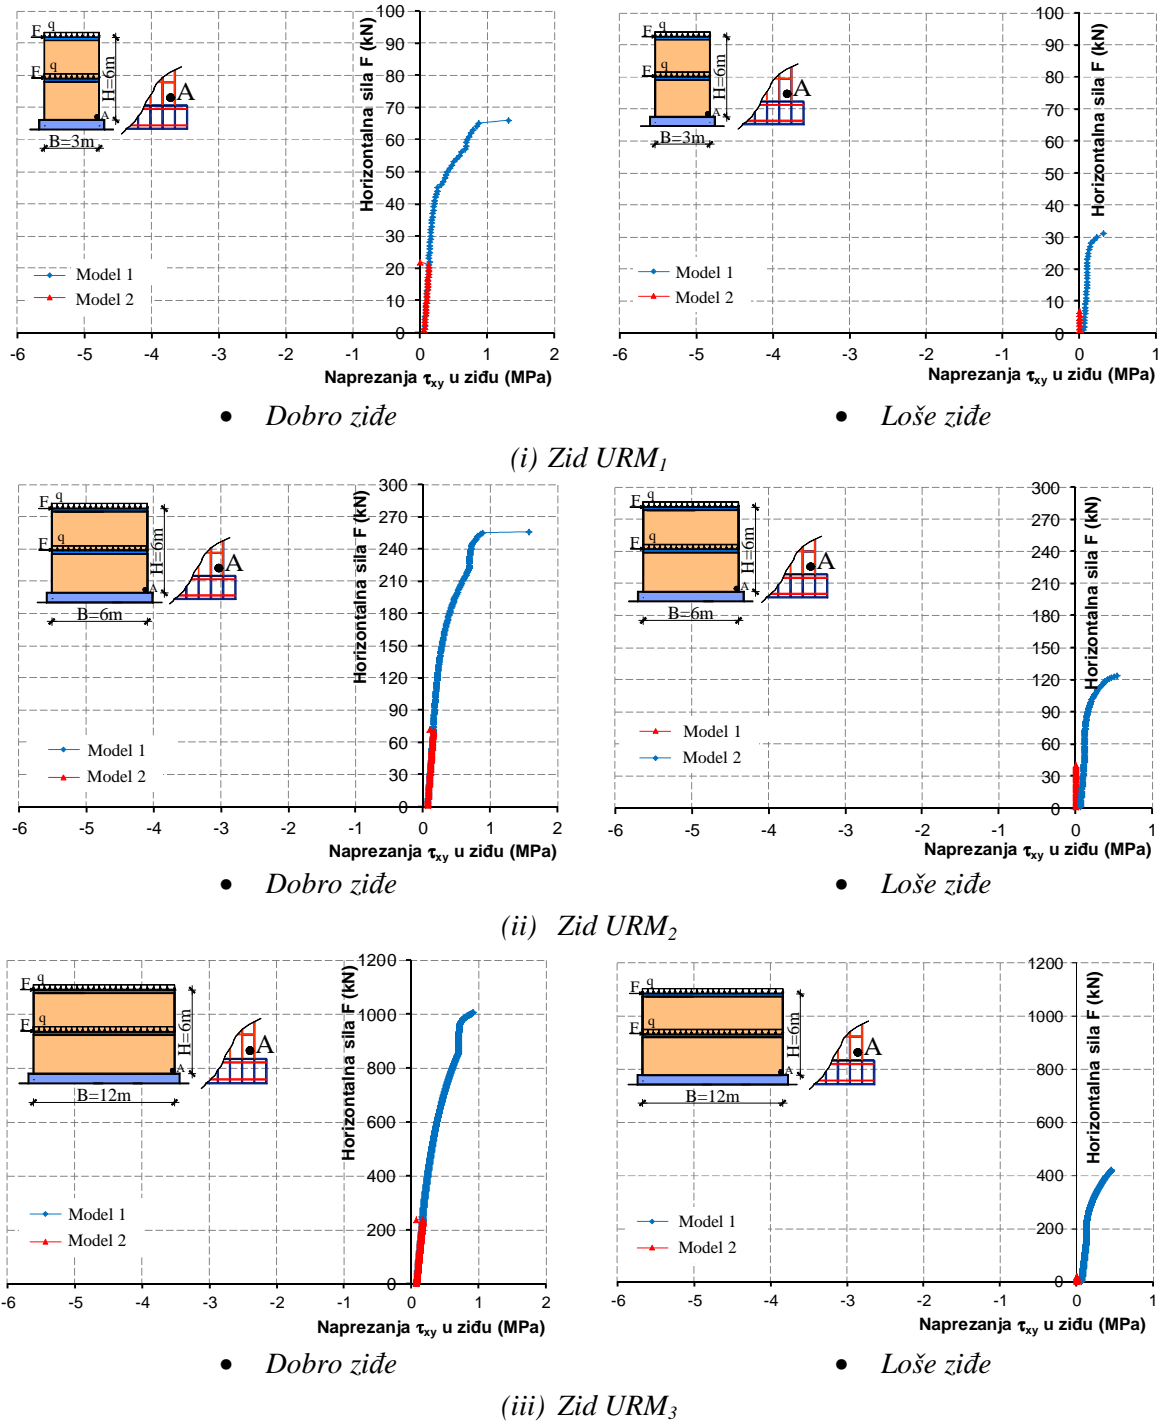 Horizontalna sila F (kN)
100
90
80
70
60
50
40
30
20
10
0
-6 -5 -4 -3 -2 -1 0 1 2
Naprezanja τxy u ziđu (MPa)
q
F
q
F
H=6m
A
B=3m
A
Model 1
Model 2
• Dobro ziđe
Horizontalna sila F (kN)
100
90
80
70
60
50
40
30
20
10
0
-6 -5 -4 -3 -2 -1 0 1
Naprezanja τxy u ziđu (MPa)
q
F
q
F
H=6m
A
B=3m
A
Model 1
Model 2
• Loše ziđe
(i) Zid URM1
Horizontalna sila F (kN)
300
270
240
210
180
150
120
90
60
30
0
-6 -5 -4 -3 -2 -1 0 1 2
Naprezanja τxy u ziđu (MPa)
q
F
q
F
H=6m
A
B=6m
A
Model 1
Model 2
• Dobro ziđe
Horizontalna sila F (kN)
300
270
240
210
180
150
120
90
60
30
0
-6 -5 -4 -3 -2 -1 0 1
Naprezanja τxy u ziđu (MPa)
q
F
q
F
H=6m
A
B=6m
A
Model 1
Model 2
• Loše ziđe
(ii) Zid URM2
Horizontalna sila F (kN)
1200
1000
800
600
400
200
0
-6 -5 -4 -3 -2 -1 0 1 2
Naprezanja τxy u ziđu (MPa)
q
F
q
F
H=6m
A
B=12m
A
Model 1
Model 2
• Dobro ziđe
Horizontalna sila F (kN)
1200
1000
800
600
400
200
0
-6 -5 -4 -3 -2 -1 0 1
Naprezanja τxy u ziđu (MPa)
q
F
q
F
H=6m
A
B=12m
A
Model 1
Model 2
• Loše ziđe
(iii) Zid URM3